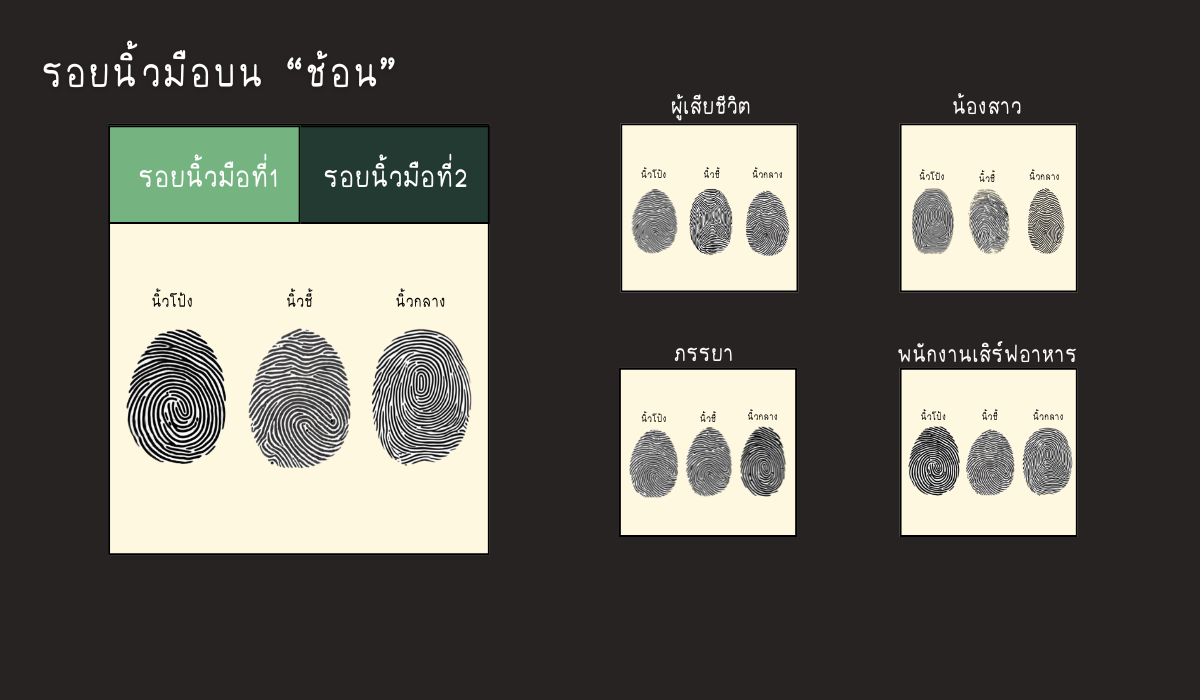 รอยนิ้วมือบน “ช้อน”
รอยนิ้วมือที่1
รอยนิ้วมือที่2
นิ้วโป้ง
นิ้วชี้
นิ้วกลาง
ผู้เสียชีวิต
นิ้วโป้ง
นิ้วชี้
นิ้วกลาง
น้องสาว
นิ้วโป้ง
นิ้วชี้
นิ้วกลาง
ภรรยา
นิ้วโป้ง
นิ้วชี้
นิ้วกลาง
พนักงานเสิร์ฟอาหาร
นิ้วโป้ง
นิ้วชี้
นิ้วกลาง